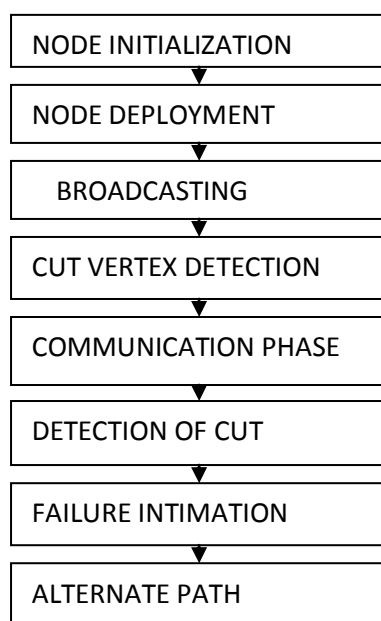 NODE INITIALIZATION
NODE DEPLOYMENT
BROADCASTING
CUT VERTEX DETECTION
COMMUNICATION PHASE
DETECTION OF CUT
FAILURE INTIMATION
ALTERNATE PATH